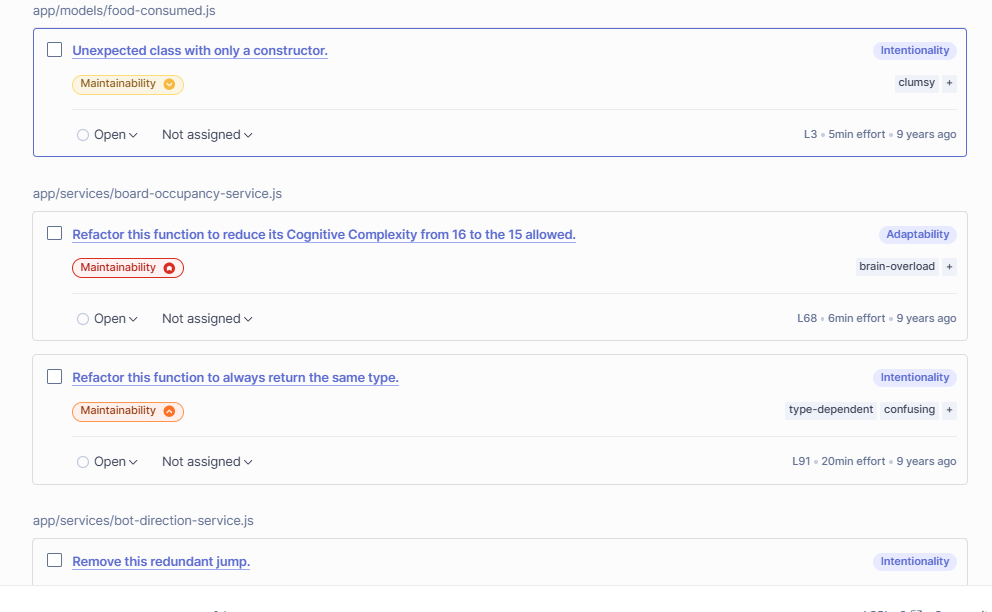 app/models/food-consumed.js
Unexpected class with only a constructor. Intentionality
Maintainability clumsy +
Open Not assigned L3 • 5min effort • 9 years ago
app/services/board-occupancy-service.js
Refactor this function to reduce its Cognitive Complexity from 16 to the 15 allowed. Adaptability
Maintainability brain-overload +
Open Not assigned L68 • 6min effort • 9 years ago
Refactor this function to always return the same type. Intentionality
Maintainability type-dependent confusing +
Open Not assigned L91 • 20min effort • 9 years ago
app/services/bot-direction-service.js
Remove this redundant jump. Intentionality